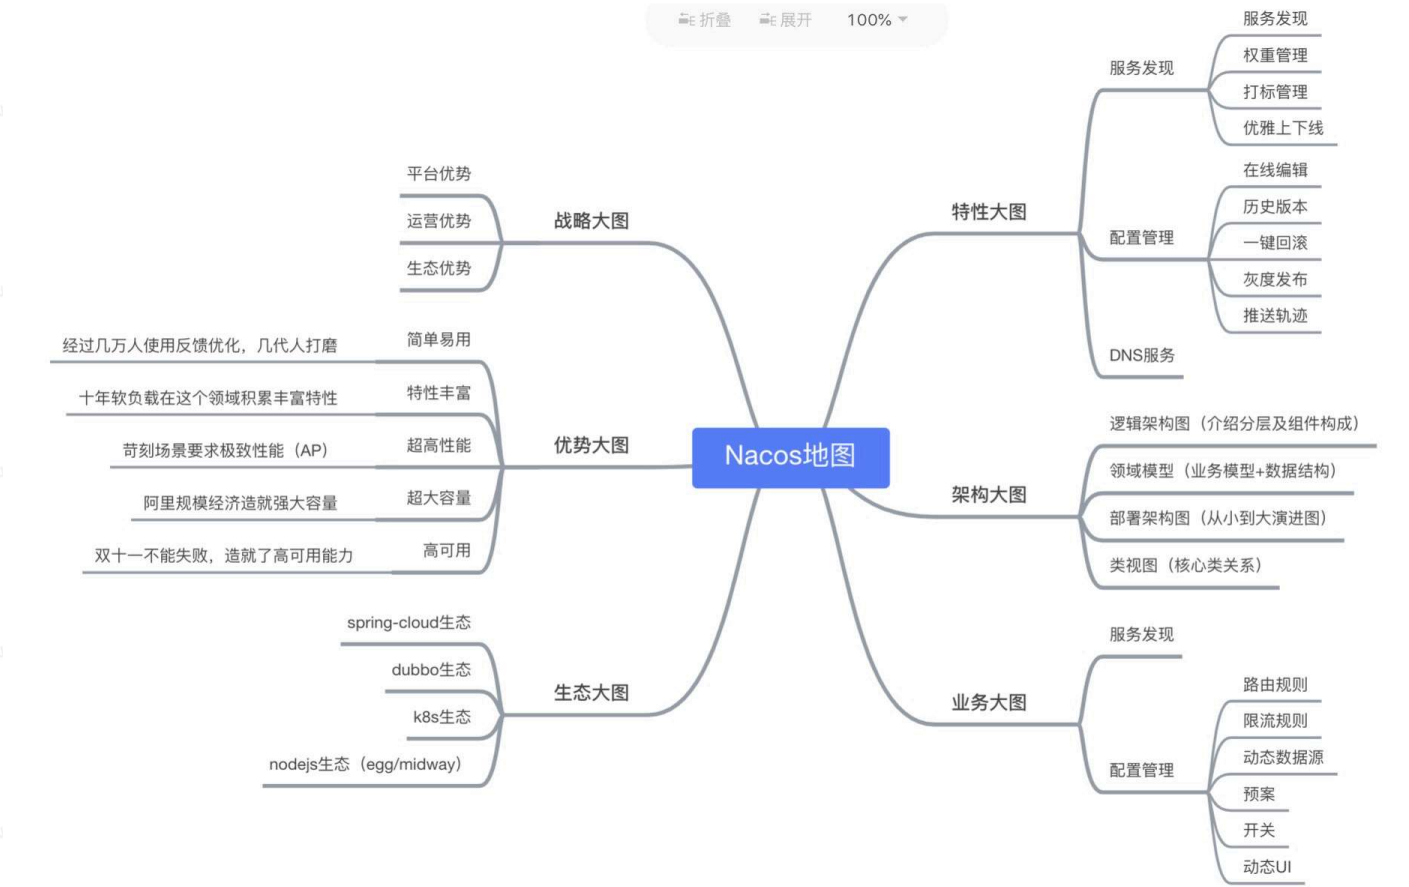 折叠 展开 100%
Nacos地图
战略大图
平台优势
运营优势
生态优势
优势大图
简单易用
经过几万人使用反馈优化，几代人打磨
特性丰富
十年软负载在这个领域积累丰富特性
超高性能
苛刻场景要求极致性能（AP）
超大容量
阿里规模经济造就强大容量
高可用
双十一不能失败，造就了高可用能力
生态大图
spring-cloud生态
dubbo生态
k8s生态
nodejs生态（egg/midway）
特性大图
服务发现
服务发现
权重管理
打标管理
优雅上下线
配置管理
在线编辑
历史版本
一键回滚
灰度发布
推送轨迹
DNS服务
架构大图
逻辑架构图（介绍分层及组件构成）
领域模型（业务模型+数据结构）
部署架构图（从小到大演进图）
类视图（核心类关系）
业务大图
服务发现
配置管理
路由规则
限流规则
动态数据源
预案
开关
动态UI